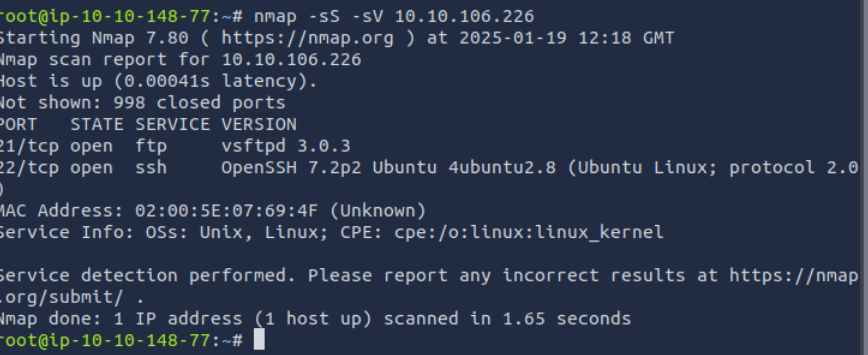 root@ip-10-10-148-77:~# nmap -sS -sV 10.10.106.226
Starting Nmap 7.80 ( https://nmap.org ) at 2025-01-19 12:18 GMT
Nmap scan report for 10.10.106.226
Host is up (0.00041s latency).
Not shown: 998 closed ports
PORT   STATE SERVICE VERSION
21/tcp open  ftp     vsftpd 3.0.3
22/tcp open  ssh     OpenSSH 7.2p2 Ubuntu 4ubuntu2.8 (Ubuntu Linux; protocol 2.0
)
MAC Address: 02:00:5E:07:69:4F (Unknown)
Service Info: OSs: Unix, Linux; CPE: cpe:/o:linux:linux_kernel
Service detection performed. Please report any incorrect results at https://nmap
.org/submit/ .
Nmap done: 1 IP address (1 host up) scanned in 1.65 seconds
root@ip-10-10-148-77:~#